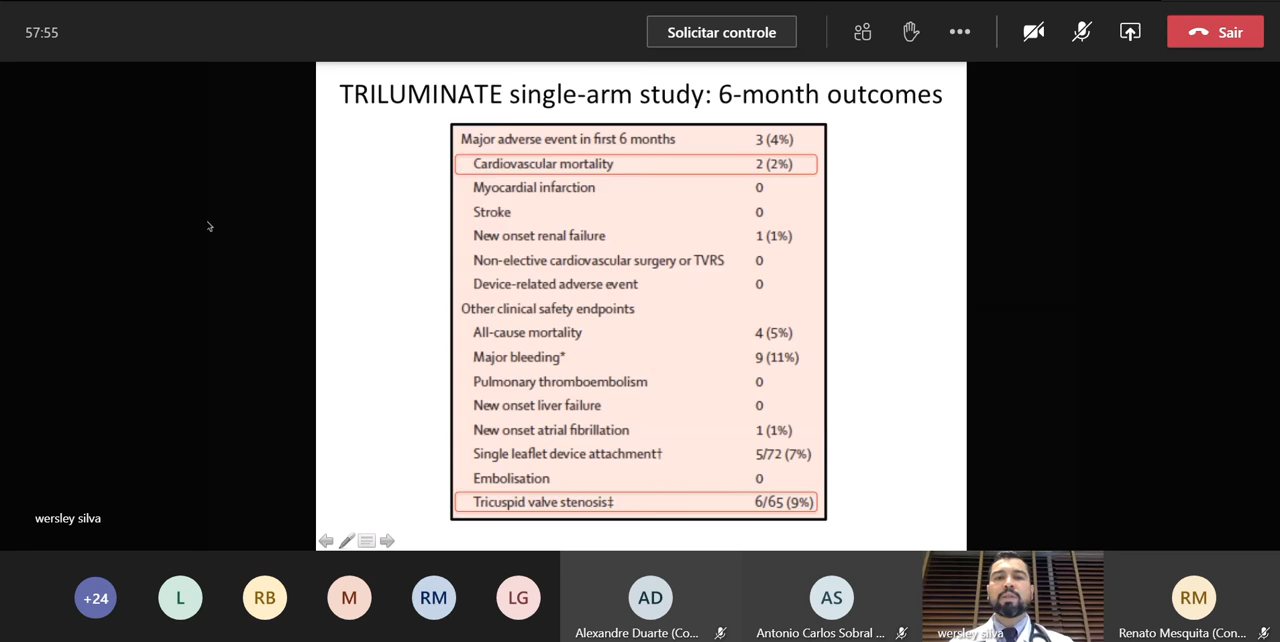 57:55
Solicitar controle
Sair
TRILUMINATE single-arm study: 6-month outcomes
Major adverse event in first 6 months 3 (4%)
Cardiovascular mortality 2 (2%)
Myocardial infarction 0
Stroke 0
New onset renal failure 1 (1%)
Non-elective cardiovascular surgery or TVRS 0
Device-related adverse event 0
Other clinical safety endpoints
All-cause mortality 4 (5%)
Major bleeding* 9 (11%)
Pulmonary thromboembolism 0
New onset liver failure 0
New onset atrial fibrillation 1 (1%)
Single leaflet device attachment† 5/72 (7%)
Embolisation 0
Tricuspid valve stenosis‡ 6/65 (9%)
wersley silva
+24
L
RB
M
RM
LG
AD
Alexandre Duarte (Co...
AS
Antonio Carlos Sobral ...
wersley silva
RM
Renato Mesquita (Con...